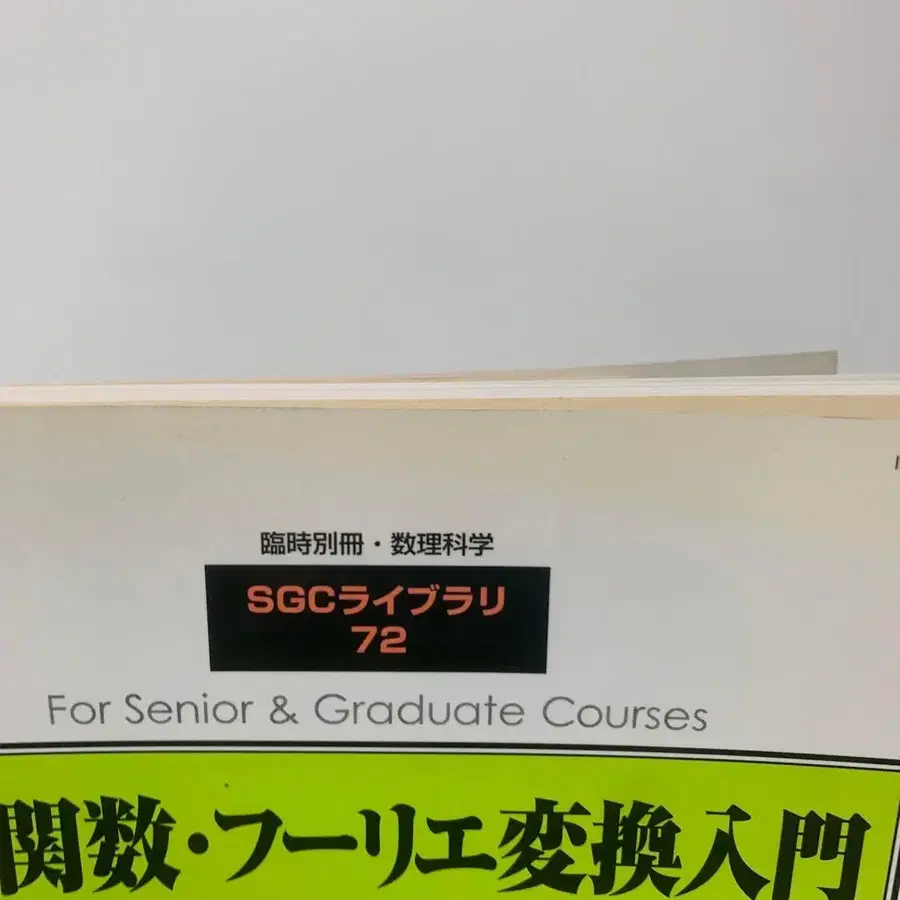 臨時別冊・数理科学
SGCライブラリ
72
For Senior & Graduate Courses
関数・フーリエ変換入門